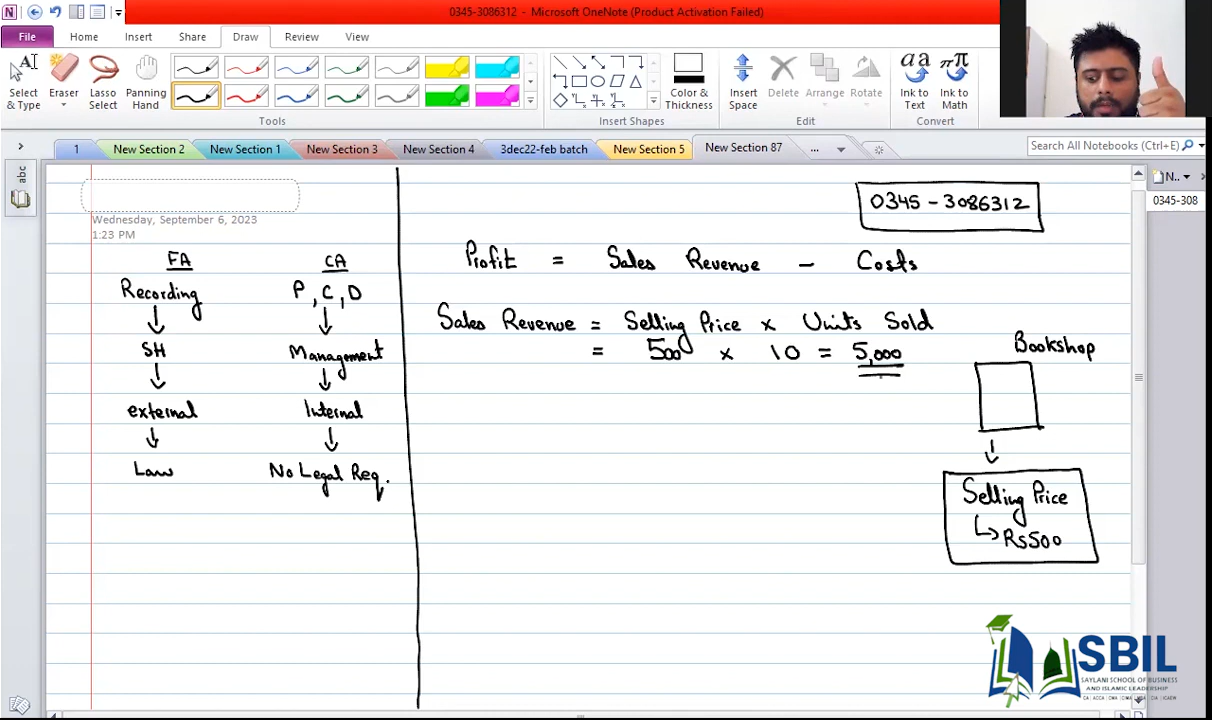 0345-3086312 - Microsoft OneNote (Product Activation Failed)
File Home Insert Share Draw Review View
Select & Type
Eraser
Lasso Select
Panning Hand
Color & Thickness
Insert Space
Delete
Arrange
Rotate
Ink to Text
Ink to Math
Tools
Insert Shapes
Edit
Convert
1 New Section 2 New Section 1 New Section 3 New Section 4 3dec22-feb batch New Section 5 New Section 87 ...
Search All Notebooks (Ctrl+E)
abc
N..
0345-308
Wednesday, September 6, 2023
1:23 PM
FA CA
Recording P, C, D
SH Management
external Internal
Law No Legal Req.
0345-3086312
Profit = Sales Revenue - Costs
Sales Revenue = Selling Price x Units Sold
= 500 x 10 = 5,000
Bookshop
Selling Price
Rs500
SBIL
SAYLANI SCHOOL OF BUSINESS
AND ISLAMIC LEADERSHIP